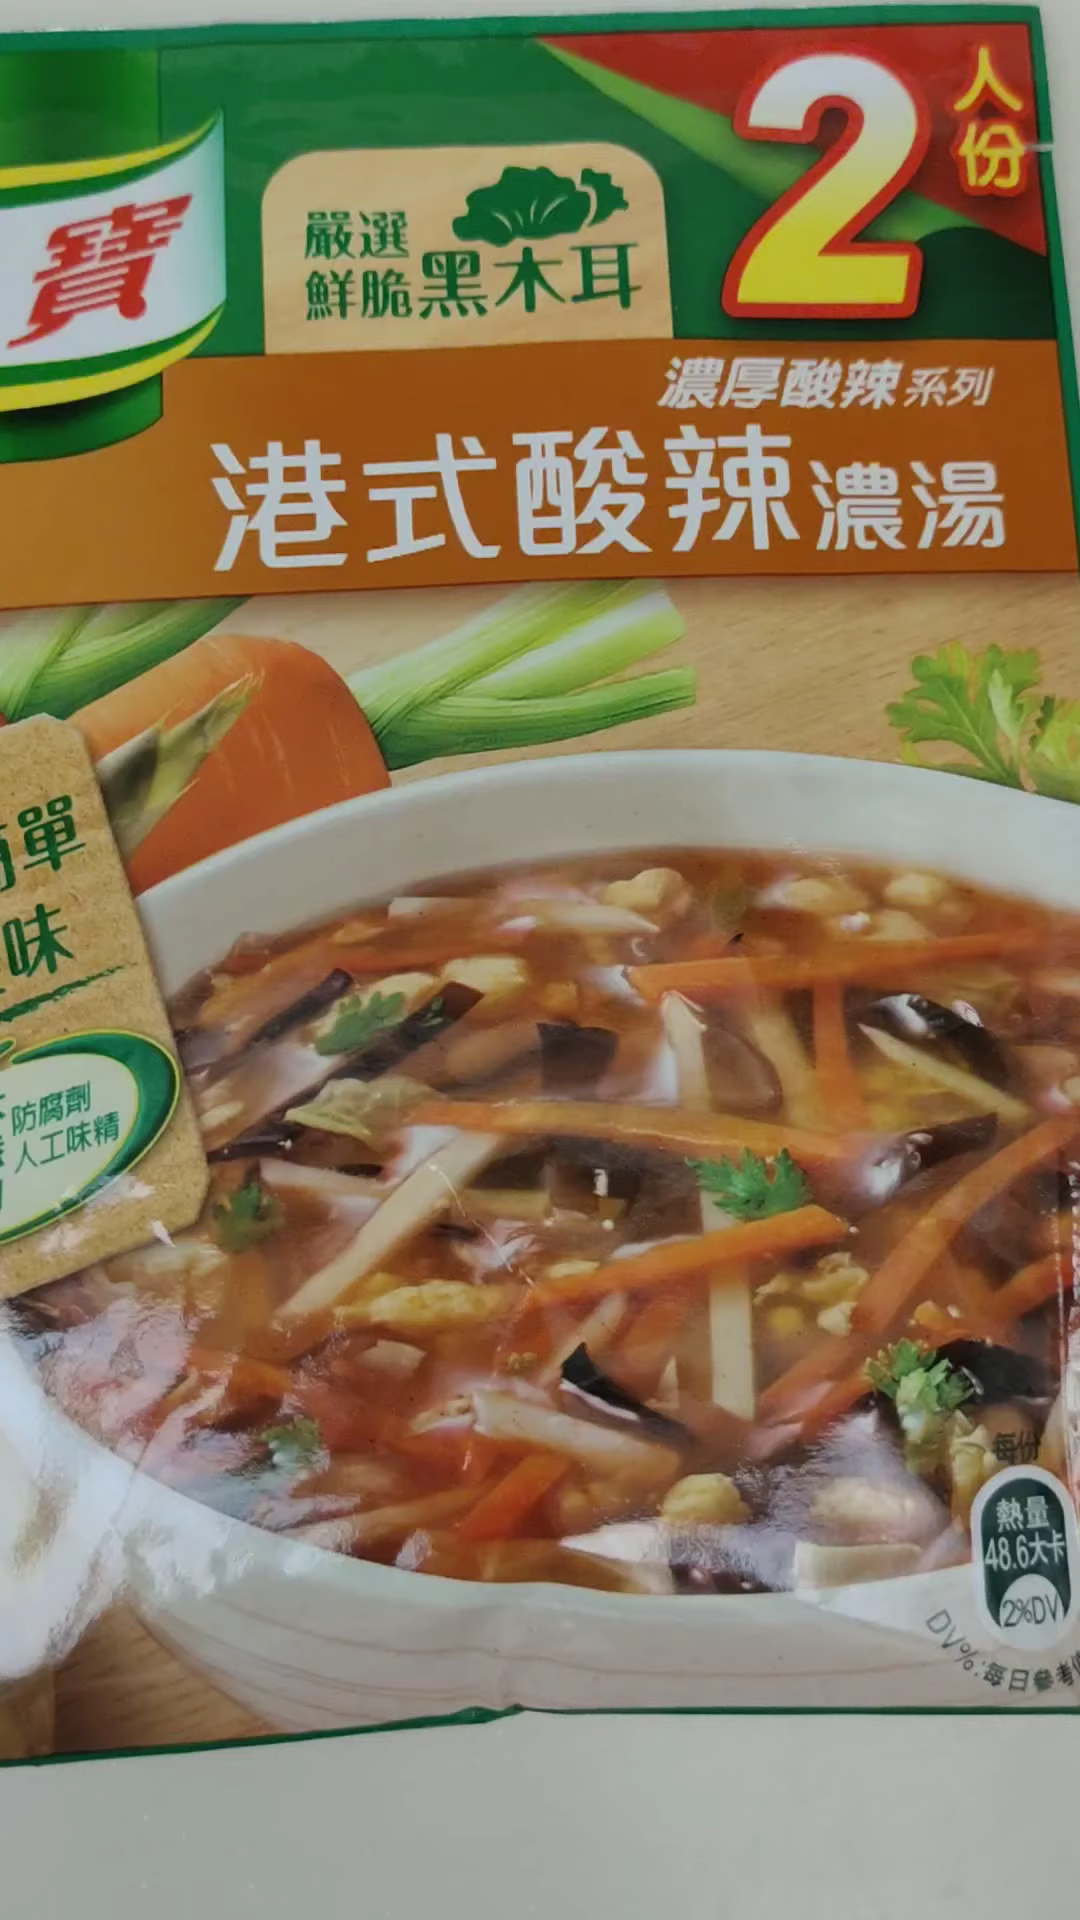 2
人份
寶
嚴選
鮮脆黑木耳
濃厚酸辣系列
港式酸辣濃湯
單
味
防腐劑
人工味精
每份
熱量
48.6大卡
2%DV
DV%:每日參考